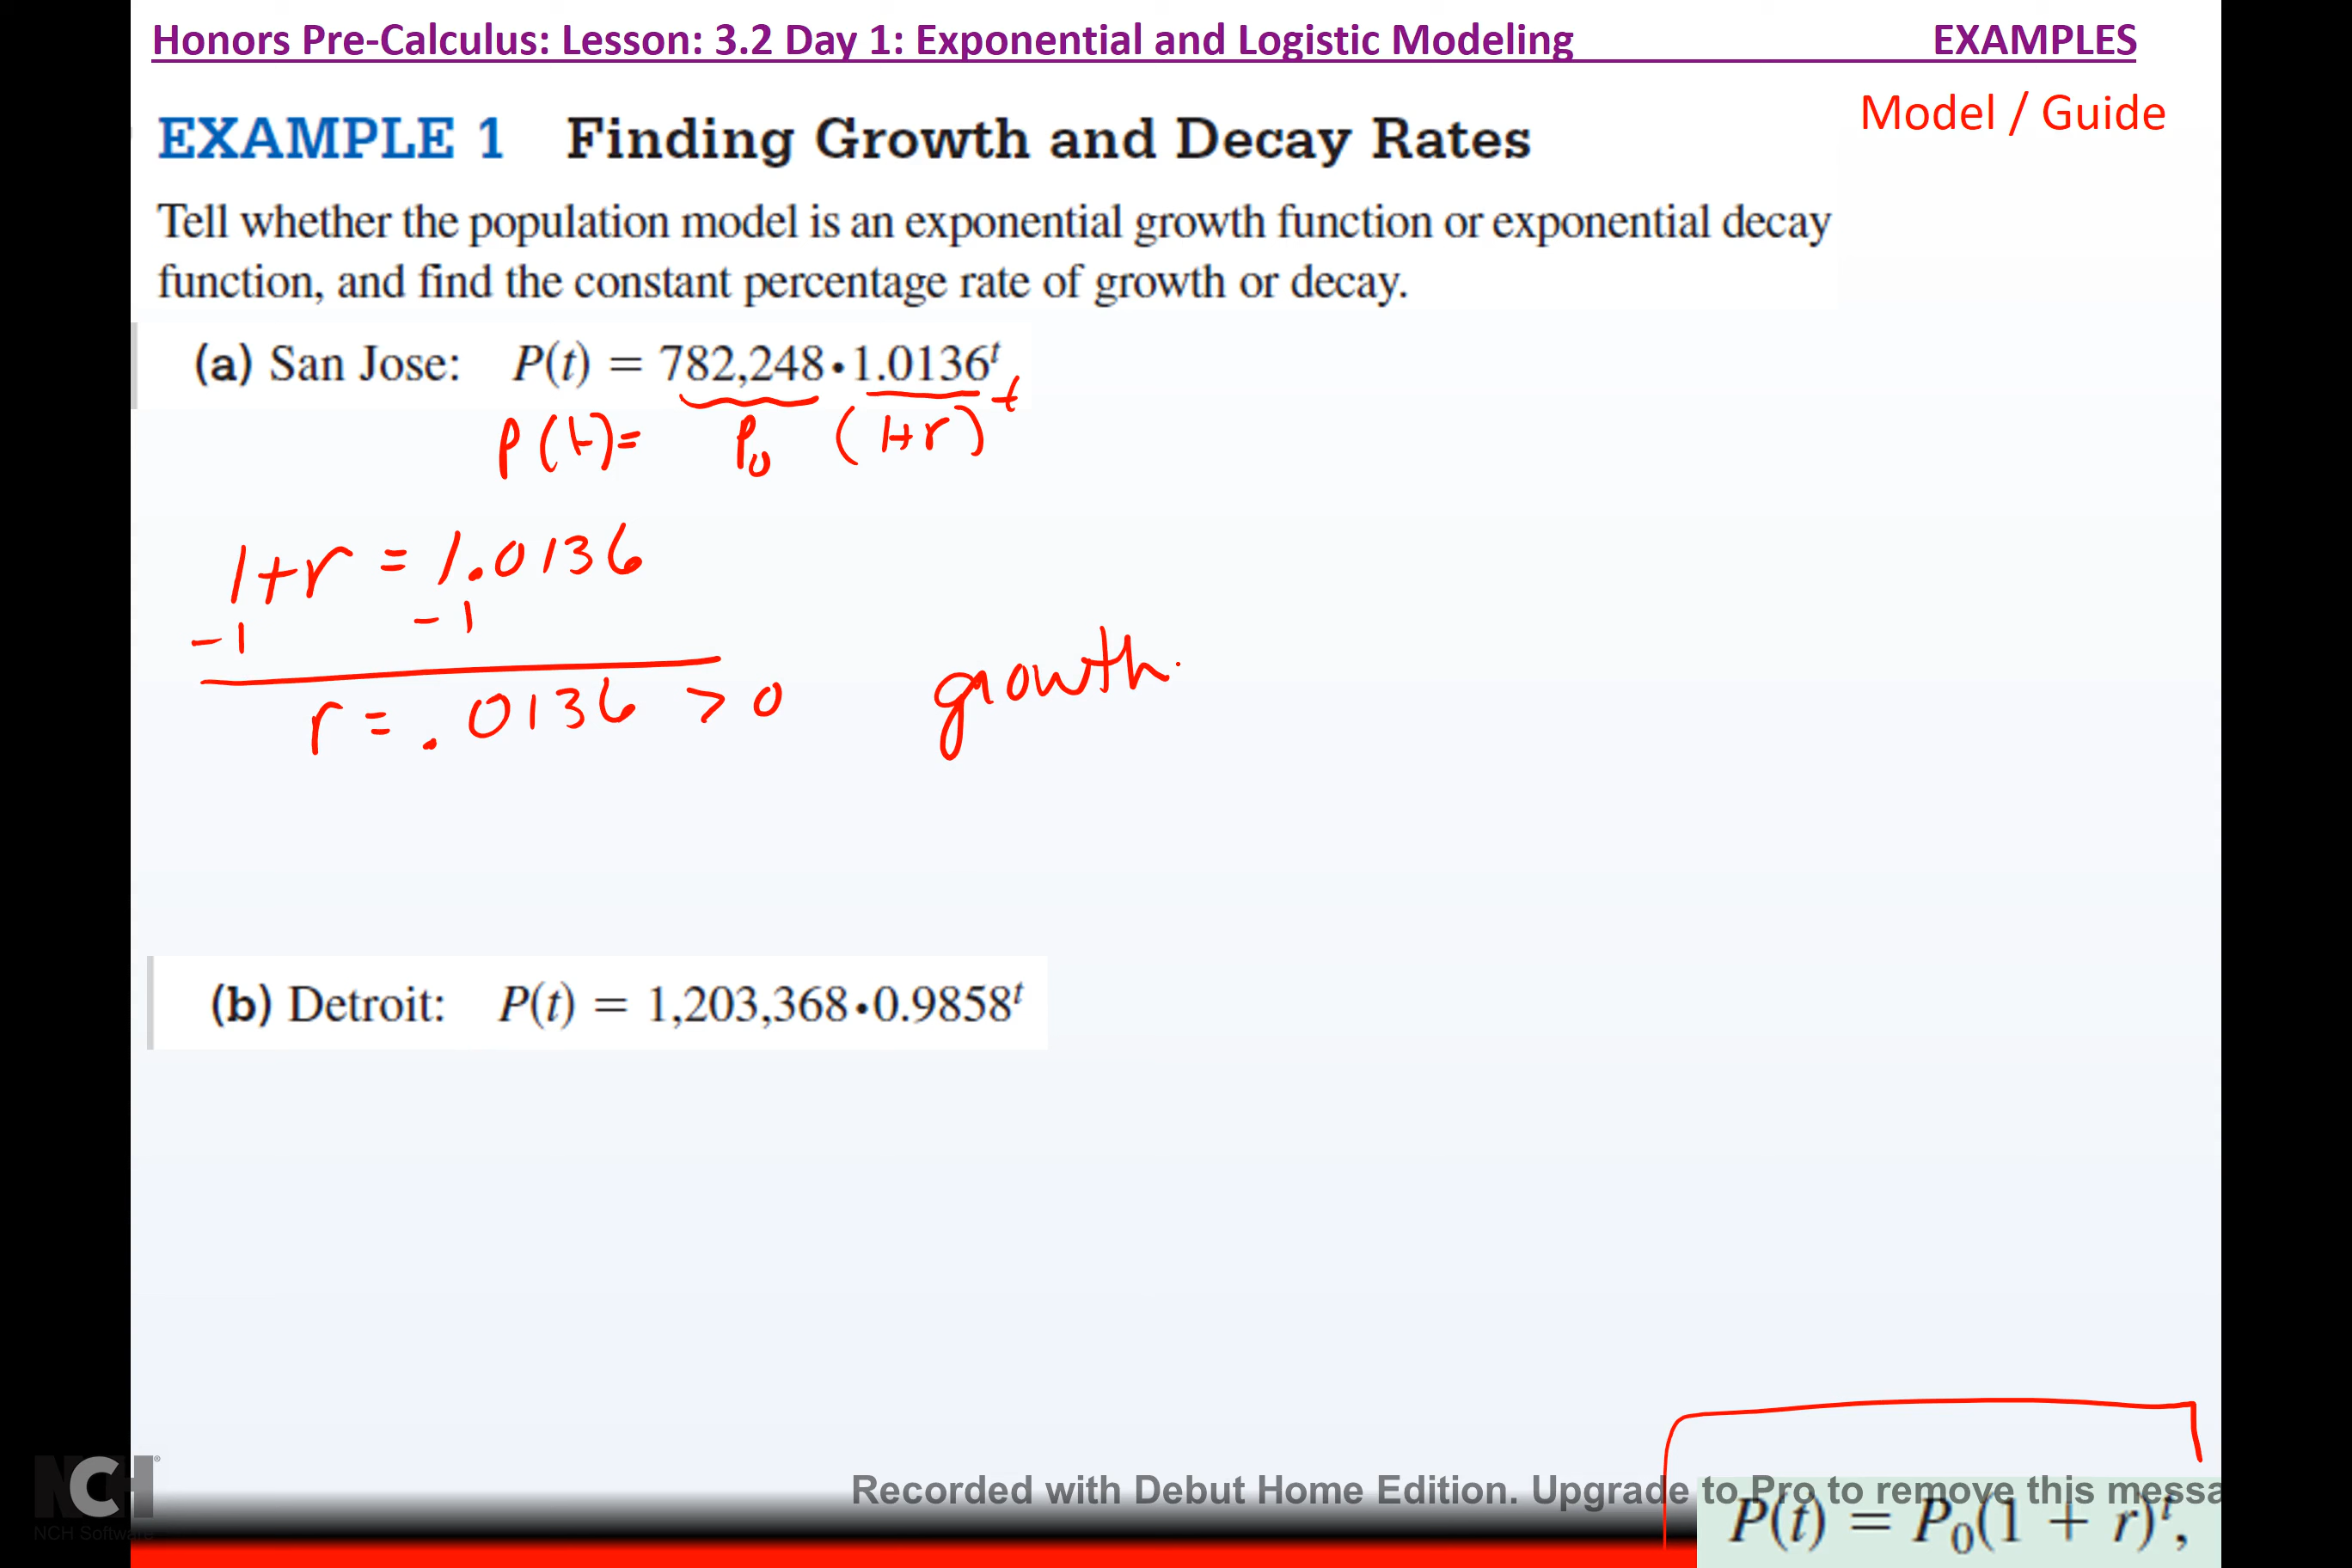 Honors Pre-Calculus: Lesson: 3.2 Day 1: Exponential and Logistic Modeling EXAMPLES
Model / Guide
EXAMPLE 1 Finding Growth and Decay Rates
Tell whether the population model is an exponential growth function or exponential decay
function, and find the constant percentage rate of growth or decay.
(a) San Jose: P(t) = 782,248 • 1.0136^t
P(t) = P₀ (1+r)^t
1+r = 1.0136
-1 -1
r = .0136 > 0 growth.
(b) Detroit: P(t) = 1,203,368 • 0.9858^t
NCH®
NCH Software
Recorded with Debut Home Edition. Upgrade to Pro to remove this messa
P(t) = P₀(1 + r)^t,